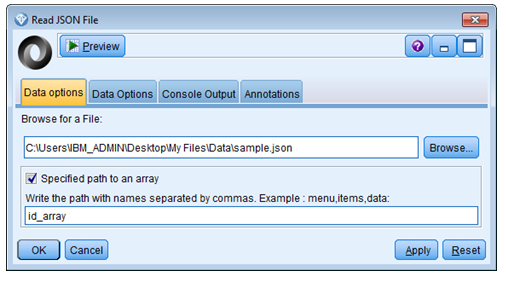 Read JSON File
Preview
?
Data options Data Options Console Output Annotations
Browse for a File:
C:\Users\IBM_ADMIN\Desktop\My Files\Data\sample.json Browse...
Specified path to an array
Write the path with names separated by commas. Example : menu,items,data:
id_array
OK Cancel Apply Reset